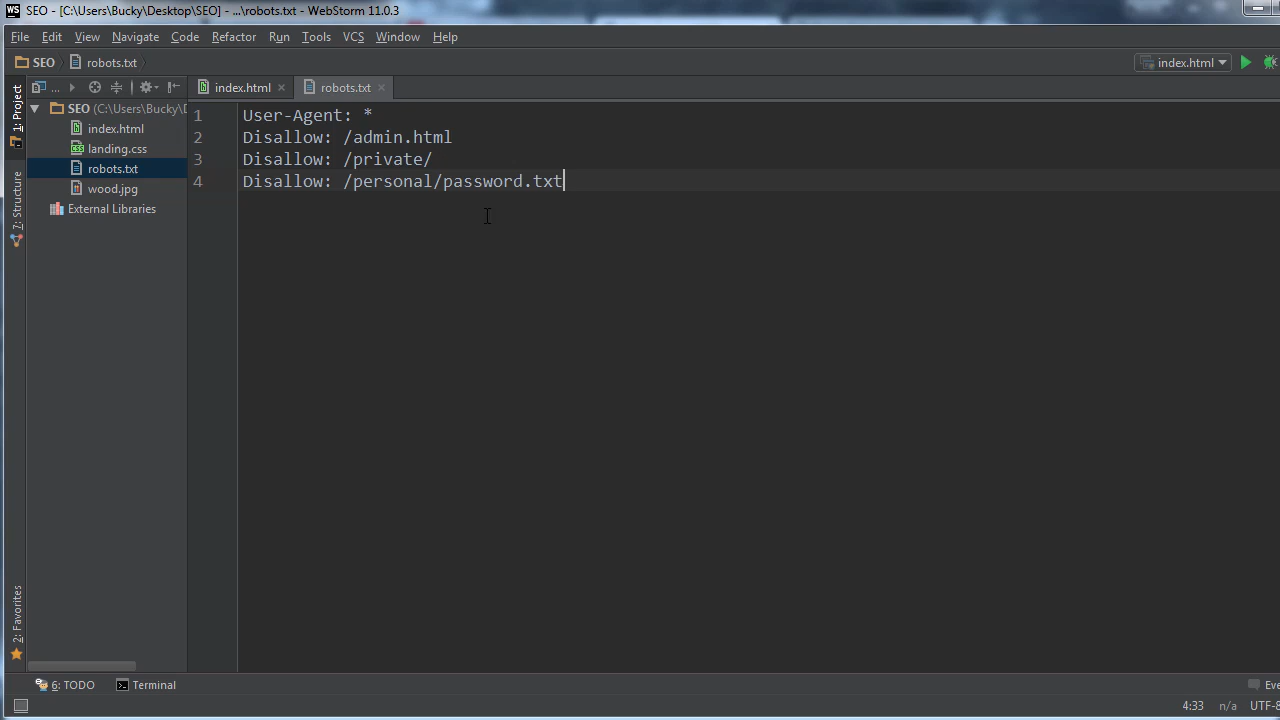 WS SEO - [C:\Users\Bucky\Desktop\SEO] - ...\robots.txt - WebStorm 11.0.3
File Edit View Navigate Code Refactor Run Tools VCS Window Help
SEO robots.txt index.html
... index.html robots.txt
1: Project
SEO (C:\Users\Bucky\D
index.html
landing.css
robots.txt
wood.jpg
External Libraries
7: Structure
2: Favorites
1 User-Agent: *
2 Disallow: /admin.html
3 Disallow: /private/
4 Disallow: /personal/password.txt
6: TODO Terminal Eve
4:33 n/a UTF-8